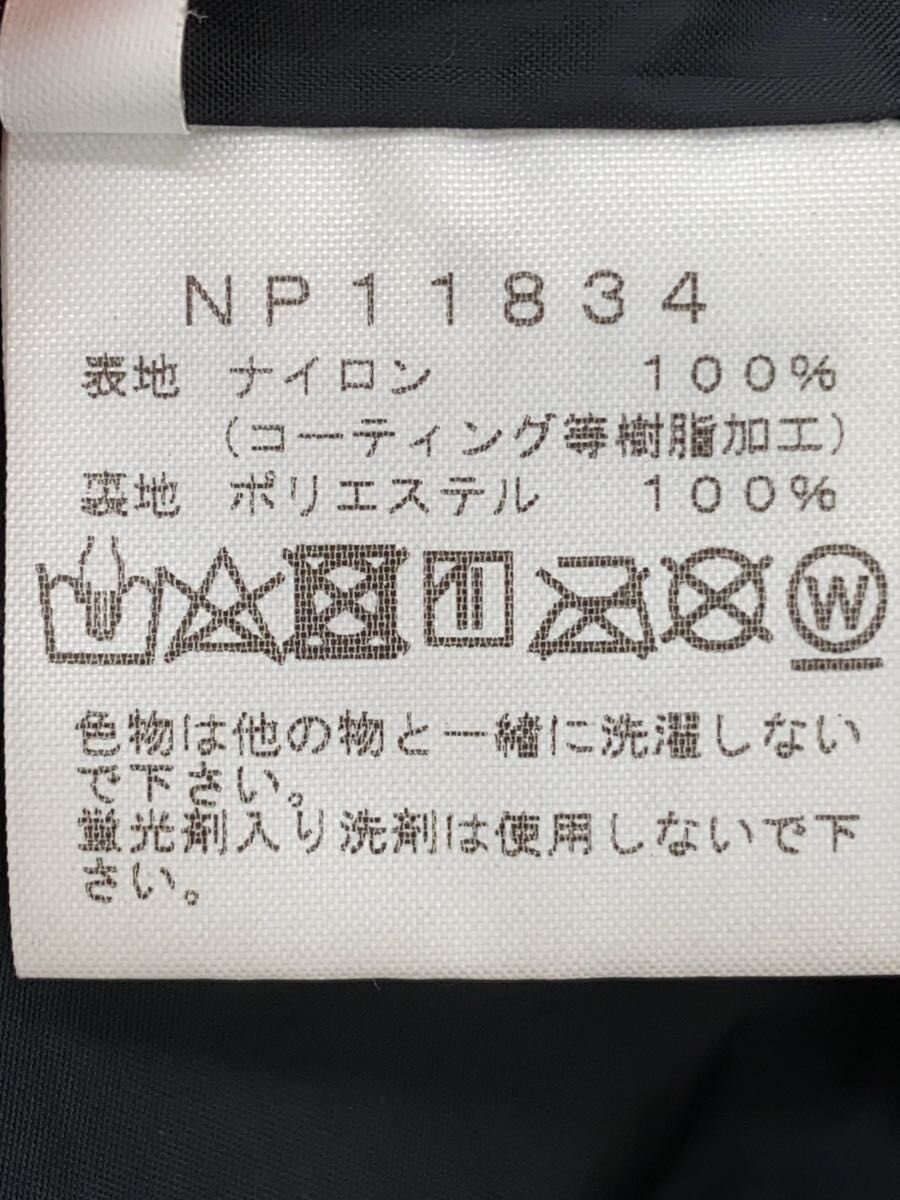 NP11834
表地 ナイロン 100%
(コーティング等樹脂加工)
裏地 ポリエステル 100%
W
色物は他の物と一緒に洗濯しない
で下さい。
蛍光剤入り洗剤は使用しないで下
さい。